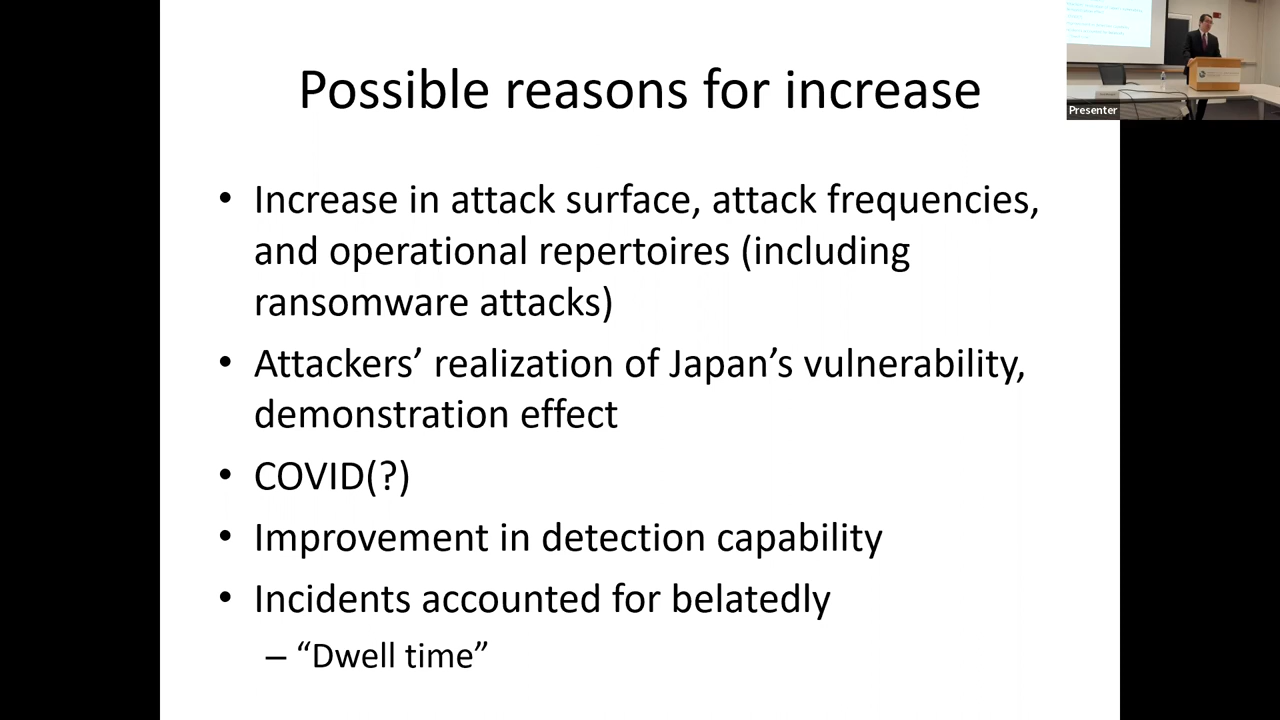 Possible reasons for increase
• Increase in attack surface, attack frequencies,
and operational repertoires (including
ransomware attacks)
• Attackers’ realization of Japan’s vulnerability,
demonstration effect
• COVID(?)
• Improvement in detection capability
• Incidents accounted for belatedly
– “Dwell time”
Presenter